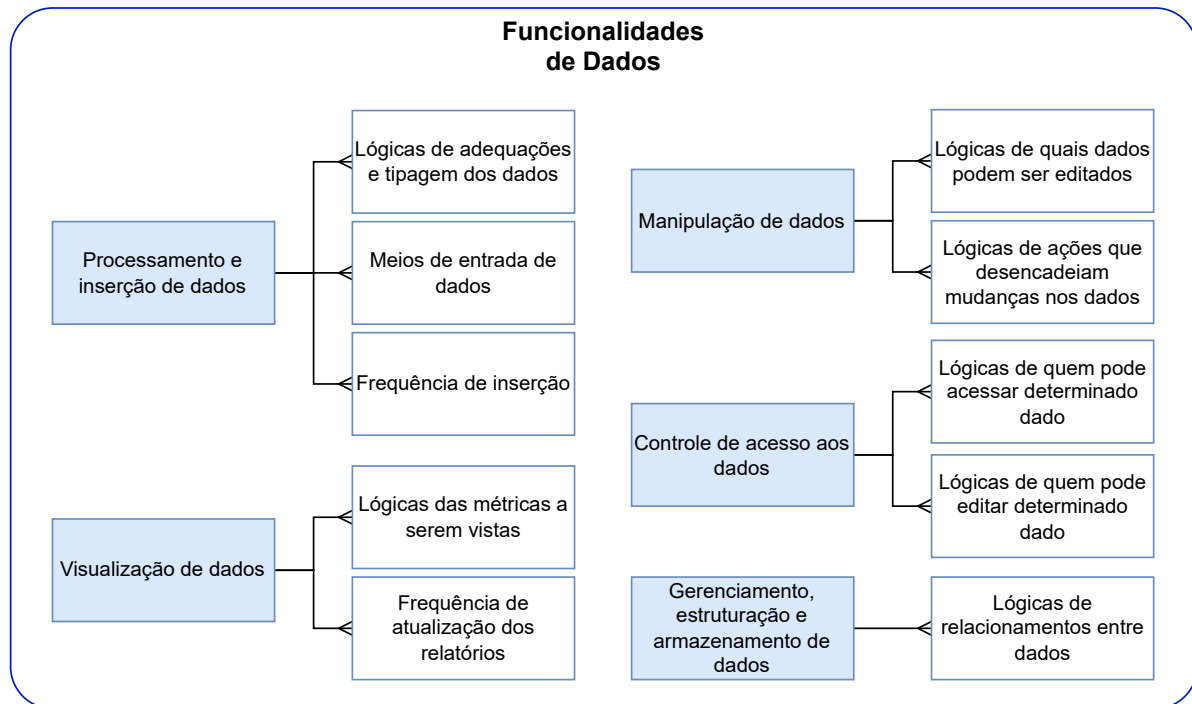 Funcionalidades
de Dados
Processamento e
inserção de dados
Lógicas de adequações
e tipagem dos dados
Meios de entrada de
dados
Frequência de inserção
Visualização de dados
Lógicas das métricas a
serem vistas
Frequência de
atualização dos
relatórios
Manipulação de dados
Lógicas de quais dados
podem ser editados
Lógicas de ações que
desencadeiam
mudanças nos dados
Controle de acesso aos
dados
Lógicas de quem pode
acessar determinado
dado
Lógicas de quem pode
editar determinado
dado
Gerenciamento,
estruturação e
armazenamento de
dados
Lógicas de
relacionamentos entre
dados